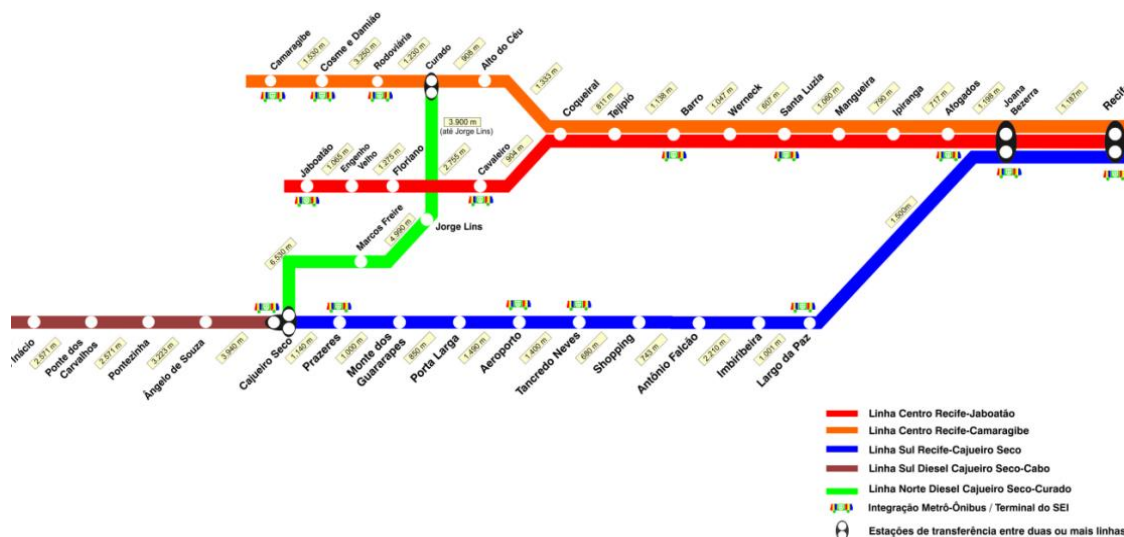 Camaragibe
1.530 m
Cosme e Damião
3.250 m
Rodoviária
1.230 m
Curado
908 m
Alto do Céu
1.333 m
Coqueiral
811 m
Tejipió
1.138 m
Barro
1.047 m
Werneck
607 m
Santa Luzia
1.060 m
Mangueira
790 m
Ipiranga
717 m
Afogados
1.198 m
Joana
Bezerra
1.187m
Recife
3.900 m
(até Jorge Lins)
Jaboatão
1.065 m
Engenho
Velho
1.275 m
Floriano
2.755 m
Cavaleiro
904 m
Jorge Lins
4.990 m
Marcos Freire
6.530 m
1.500m
Inácio
2.571 m
Ponte dos
Carvalhos
2.571 m
Pontezinha
3.223 m
Ângelo de Souza
3.940 m
Cajueiro Seco
1.140 m
Prazeres
1.000 m
Monte dos
Guararapes
850 m
Porta Larga
1.490 m
Aeroporto
1.400 m
Tancredo Neves
680 m
Shopping
743 m
Antônio Falcão
2.210 m
Imbiribeira
1.001 m
Largo da Paz
Linha Centro Recife-Jaboatão
Linha Centro Recife-Camaragibe
Linha Sul Recife-Cajueiro Seco
Linha Sul Diesel Cajueiro Seco-Cabo
Linha Norte Diesel Cajueiro Seco-Curado
Integração Metrô-Ônibus / Terminal do SEI
Estações de transferência entre duas ou mais linhas